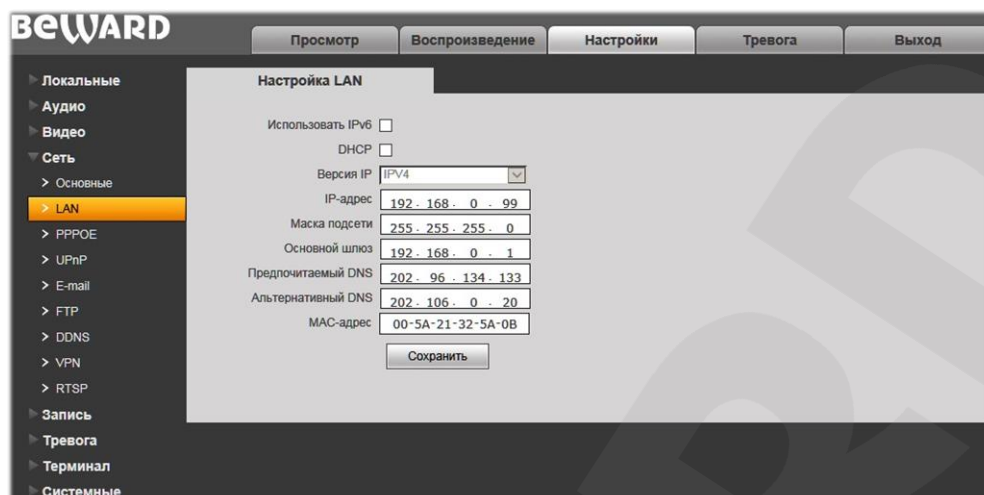 BEWARD
Просмотр Воспроизведение Настройки Тревога Выход
Локальные
Аудио
Видео
Сеть
> Основные
> LAN
> PPPOE
> UPnP
> E-mail
> FTP
> DDNS
> VPN
> RTSP
Запись
Тревога
Терминал
Системные
Настройка LAN
Использовать IPv6
DHCP
Версия IP IPV4
IP-адрес 192 . 168 . 0 . 99
Маска подсети 255 . 255 . 255 . 0
Основной шлюз 192 . 168 . 0 . 1
Предпочитаемый DNS 202 . 96 . 134 . 133
Альтернативный DNS 202 . 106 . 0 . 20
MAC-адрес 00-5A-21-32-5A-0B
Сохранить